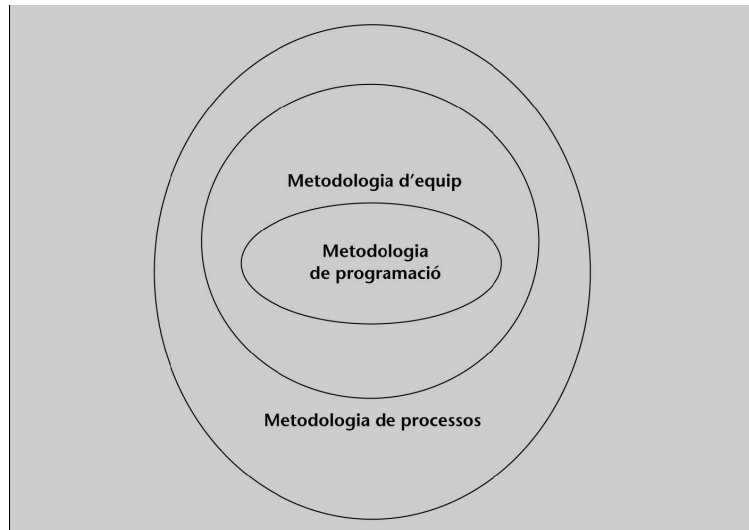 Metodologia d’equip
Metodologia
de programació
Metodologia de processos